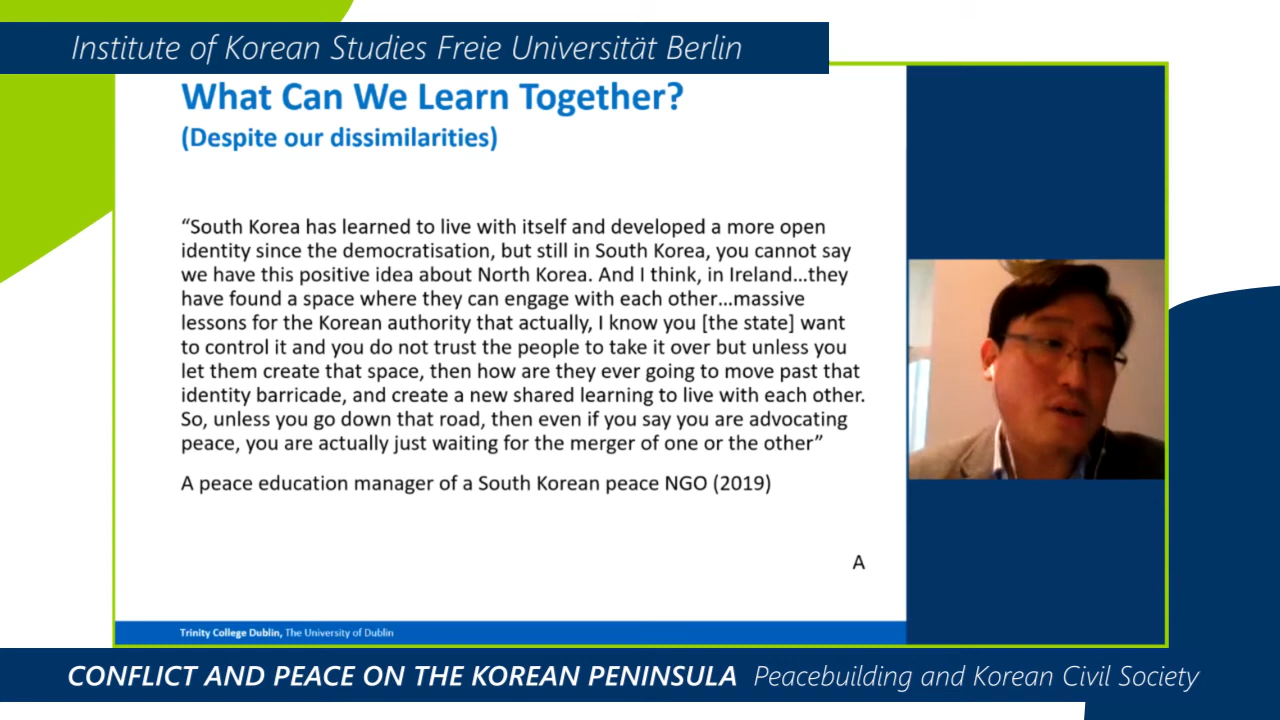 Institute of Korean Studies Freie Universität Berlin
What Can We Learn Together?
(Despite our dissimilarities)
“South Korea has learned to live with itself and developed a more open
identity since the democratisation, but still in South Korea, you cannot say
we have this positive idea about North Korea. And I think, in Ireland...they
have found a space where they can engage with each other...massive
lessons for the Korean authority that actually, I know you [the state] want
to control it and you do not trust the people to take it over but unless you
let them create that space, then how are they ever going to move past that
identity barricade, and create a new shared learning to live with each other.
So, unless you go down that road, then even if you say you are advocating
peace, you are actually just waiting for the merger of one or the other”
A peace education manager of a South Korean peace NGO (2019)
A
Trinity College Dublin, The University of Dublin
CONFLICT AND PEACE ON THE KOREAN PENINSULA Peacebuilding and Korean Civil Society